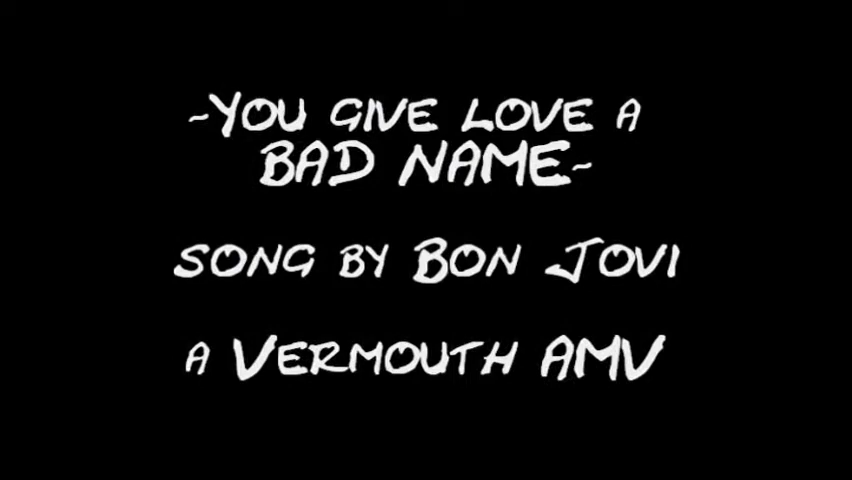 ~You give love a
BAD NAME~
song by Bon Jovi
a Vermouth AMV